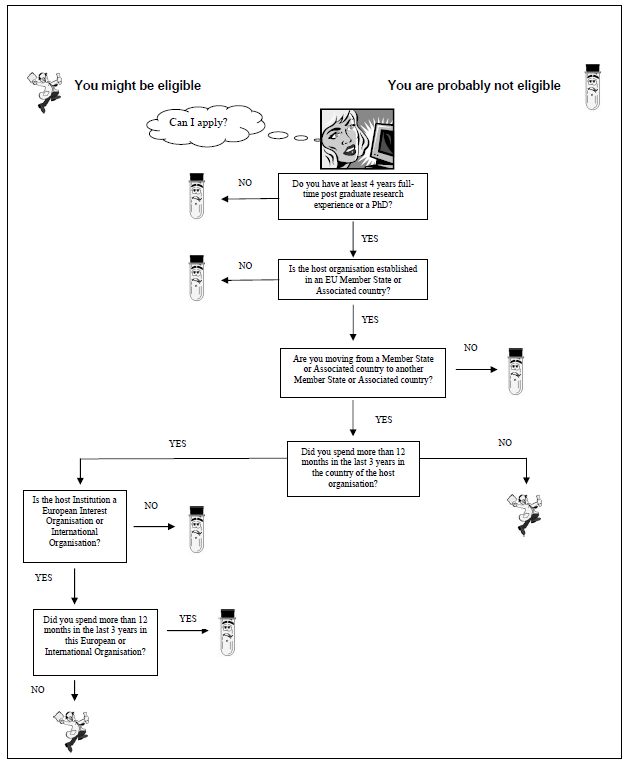 You might be eligible
You are probably not eligible
Can I apply?
NO
Do you have at least 4 years full-
time post graduate research
experience or a PhD?
YES
NO
Is the host organisation established
in an EU Member State or
Associated country?
YES
Are you moving from a Member State
or Associated country to another
Member State or Associated country?
NO
YES
YES
Did you spend more than 12
months in the last 3 years in
the country of the host
organisation?
NO
Is the host Institution a
European Interest
Organisation or
International
Organisation?
NO
YES
Did you spend more than 12
months in the last 3 years in
this European or
International Organisation?
YES
NO